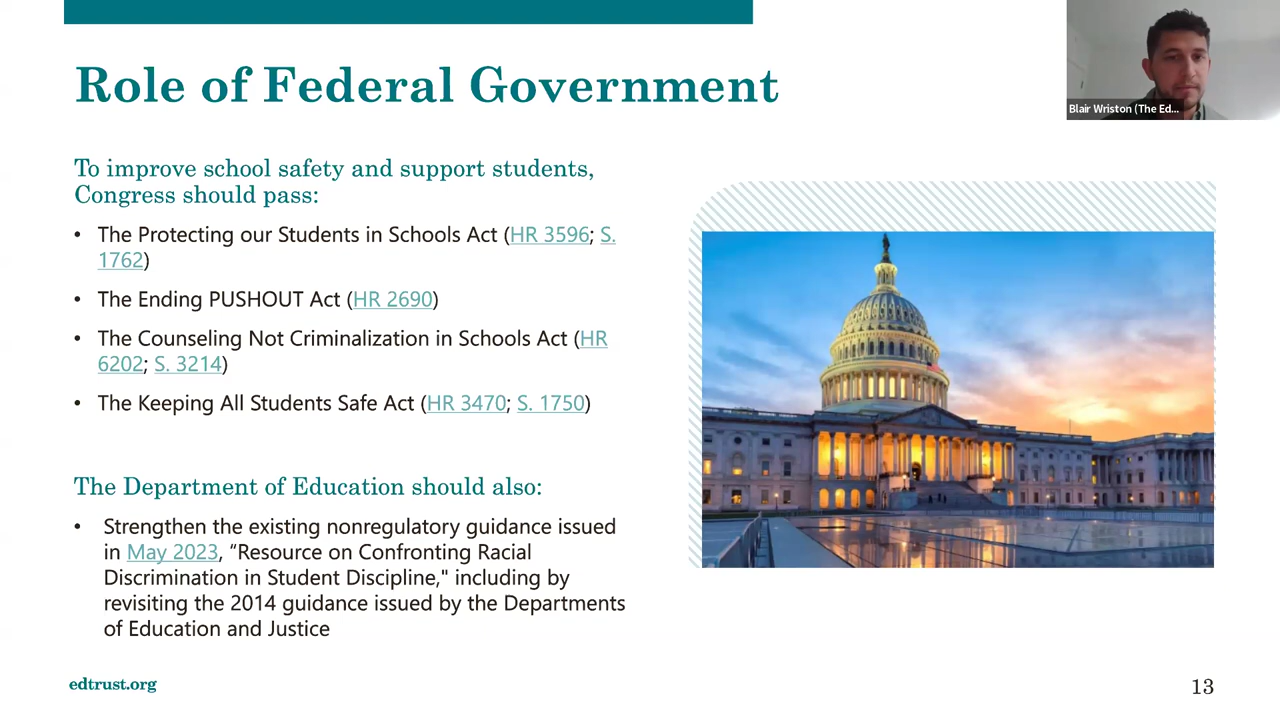 Role of Federal Government
Blair Wriston (The Ed...
To improve school safety and support students,
Congress should pass:
• The Protecting our Students in Schools Act (HR 3596; S.
1762)
• The Ending PUSHOUT Act (HR 2690)
• The Counseling Not Criminalization in Schools Act (HR
6202; S. 3214)
• The Keeping All Students Safe Act (HR 3470; S. 1750)
The Department of Education should also:
• Strengthen the existing nonregulatory guidance issued
in May 2023, “Resource on Confronting Racial
Discrimination in Student Discipline," including by
revisiting the 2014 guidance issued by the Departments
of Education and Justice
edtrust.org
13